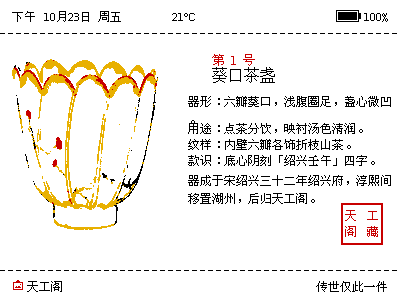 下午 10月23日 周五 21°C 100%
第 1 号
葵口茶盏
器形：六瓣葵口，浅腹圈足，盏心微凹
用途：点茶分饮，映衬汤色清润。
纹样：内壁六瓣各饰折枝山茶。
款识：底心阴刻「绍兴壬午」四字。
器成于宋绍兴三十二年绍兴府，淳熙间
移置湖州，后归天工阁。
天 工
阁 藏
天工阁 传世仅此一件